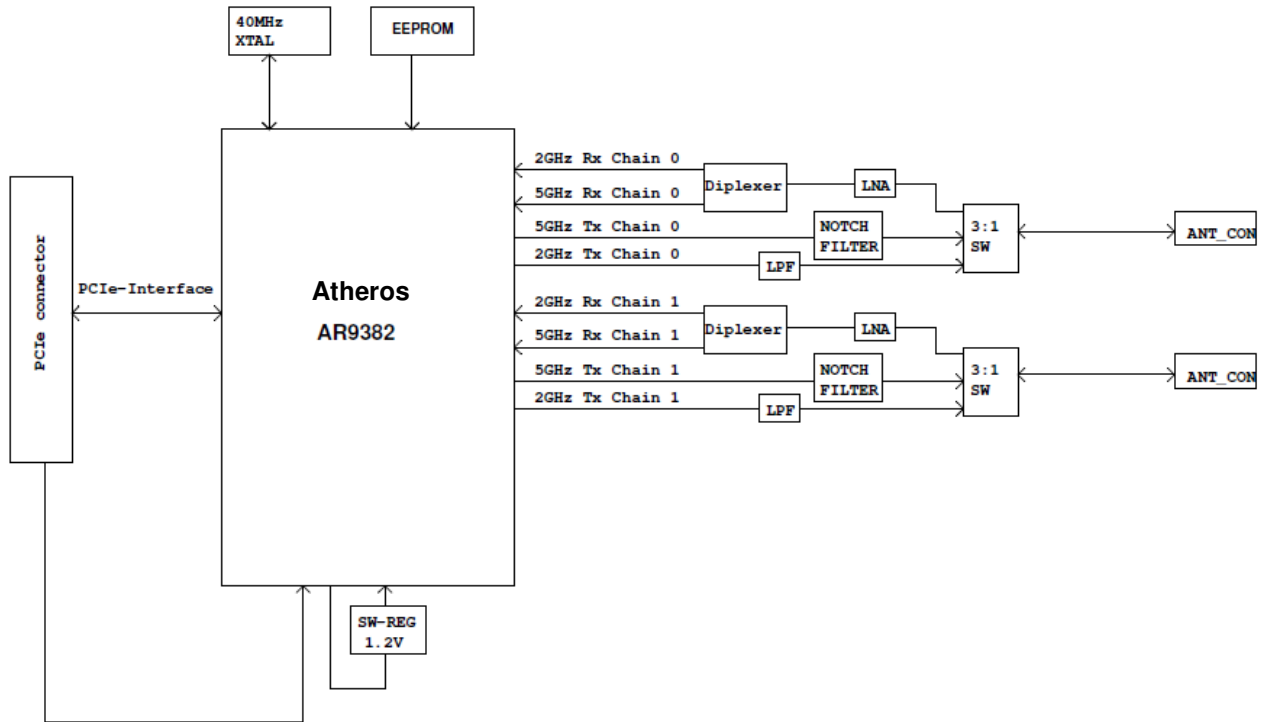 40MHz
XTAL
EEPROM
2GHz Rx Chain 0
5GHz Rx Chain 0
5GHz Tx Chain 0
2GHz Tx Chain 0
Diplexer
LNA
NOTCH
FILTER
LPF
3:1
SW
ANT_CON
PCIe connector
PCIe-Interface
Atheros
AR9382
2GHz Rx Chain 1
5GHz Rx Chain 1
5GHz Tx Chain 1
2GHz Tx Chain 1
Diplexer
LNA
NOTCH
FILTER
LPF
3:1
SW
ANT_CON
SW-REG
1.2V